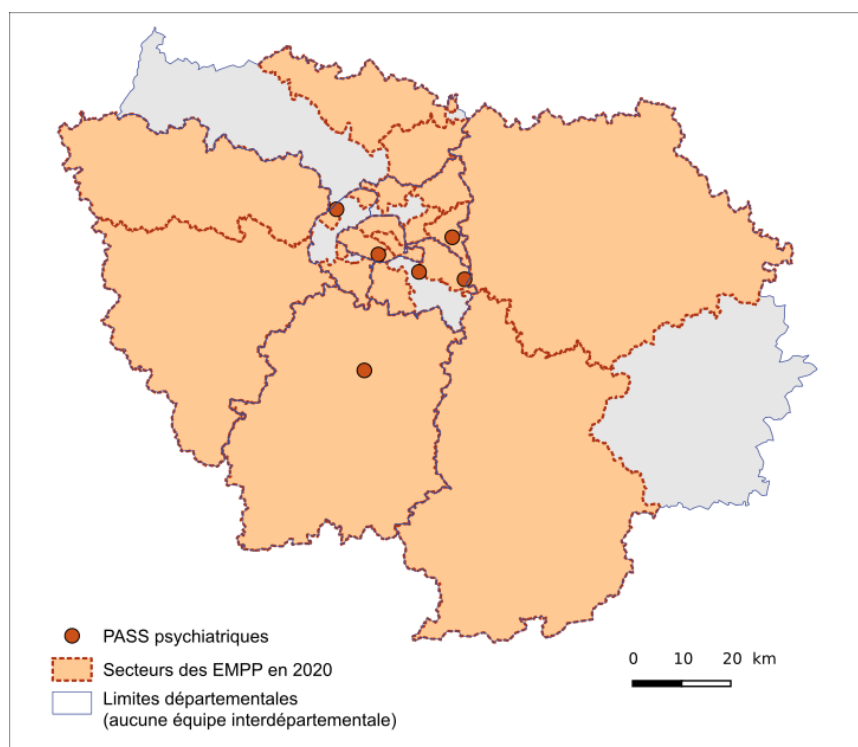 PASS psychiatriques
Secteurs des EMPP en 2020
Limites départementales
(aucune équipe interdépartementale)
0 10 20 km